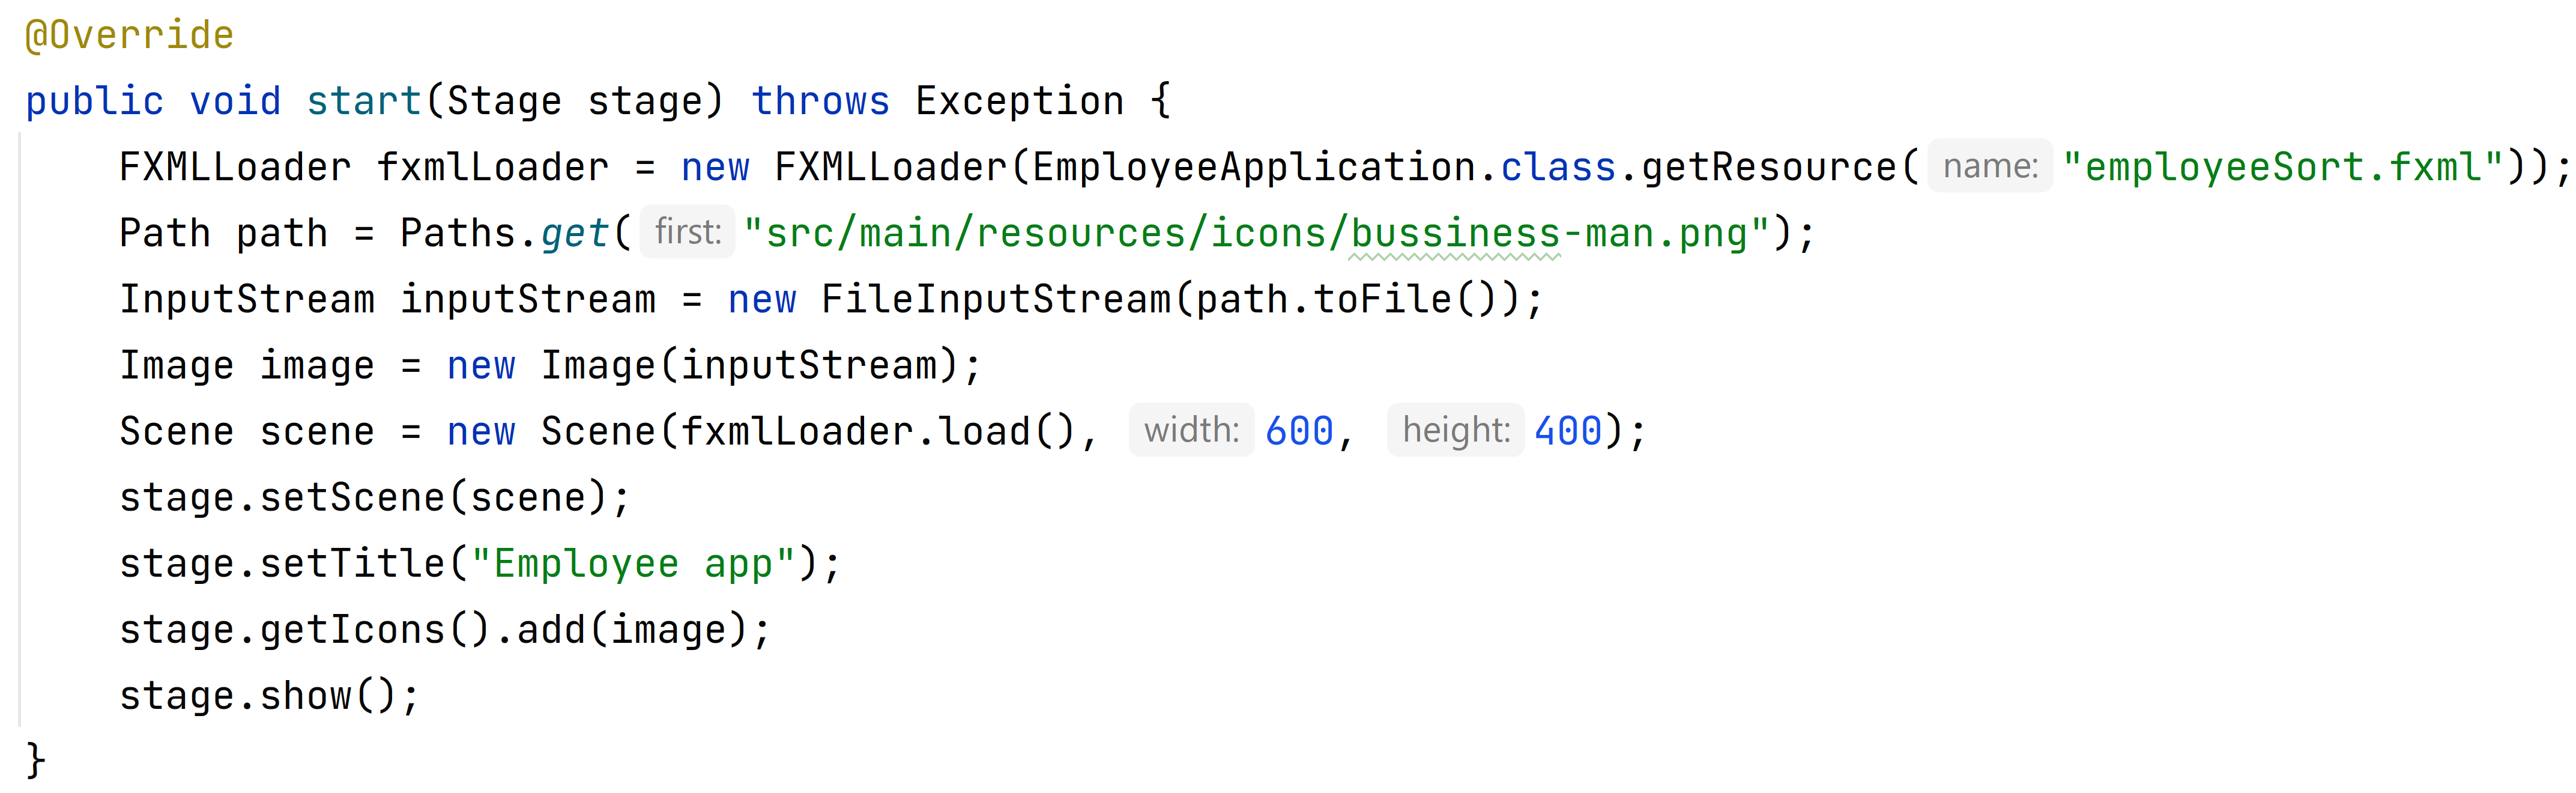 @Override
public void start(Stage stage) throws Exception {
FXMLLoader fxmlLoader = new FXMLLoader(EmployeeApplication.class.getResource( name: "employeeSort.fxml"));
Path path = Paths.get( first: "src/main/resources/icons/bussiness-man.png");
InputStream inputStream = new FileInputStream(path.toFile());
Image image = new Image(inputStream);
Scene scene = new Scene(fxmlLoader.load(), width: 600, height: 400);
stage.setScene(scene);
stage.setTitle("Employee app");
stage.getIcons().add(image);
stage.show();
}